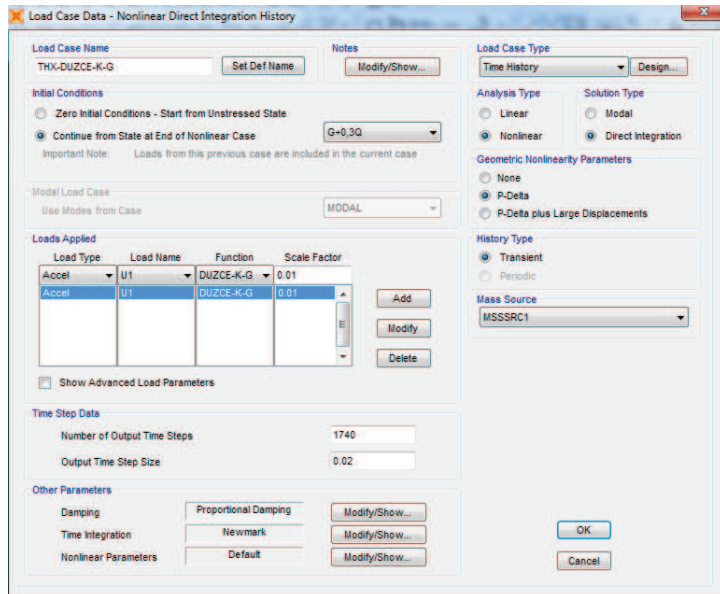 Load Case Data - Nonlinear Direct Integration History
Load Case Name
THX-DUZCE-K-G
Set Def Name
Notes
Modify/Show...
Load Case Type
Time History
Design...
Initial Conditions
Zero Initial Conditions - Start from Unstressed State
Continue from State at End of Nonlinear Case
G+0,3Q
Important Note: Loads from this previous case are included in the current case
Analysis Type
Linear
Nonlinear
Solution Type
Modal
Direct Integration
Geometric Nonlinearity Parameters
None
P-Delta
P-Delta plus Large Displacements
Modal Load Case
Use Modes from Case
MODAL
Loads Applied
Load Type Load Name Function Scale Factor
Accel U1 DUZCE-K-G 0.01
Accel U1 DUZCE-K-G 0.01
Add
Modify
Delete
Show Advanced Load Parameters
History Type
Transient
Periodic
Mass Source
MSSSRC1
Time Step Data
Number of Output Time Steps 1740
Output Time Step Size 0.02
Other Parameters
Damping Proportional Damping Modify/Show...
Time Integration Newmark Modify/Show...
Nonlinear Parameters Default Modify/Show...
OK
Cancel